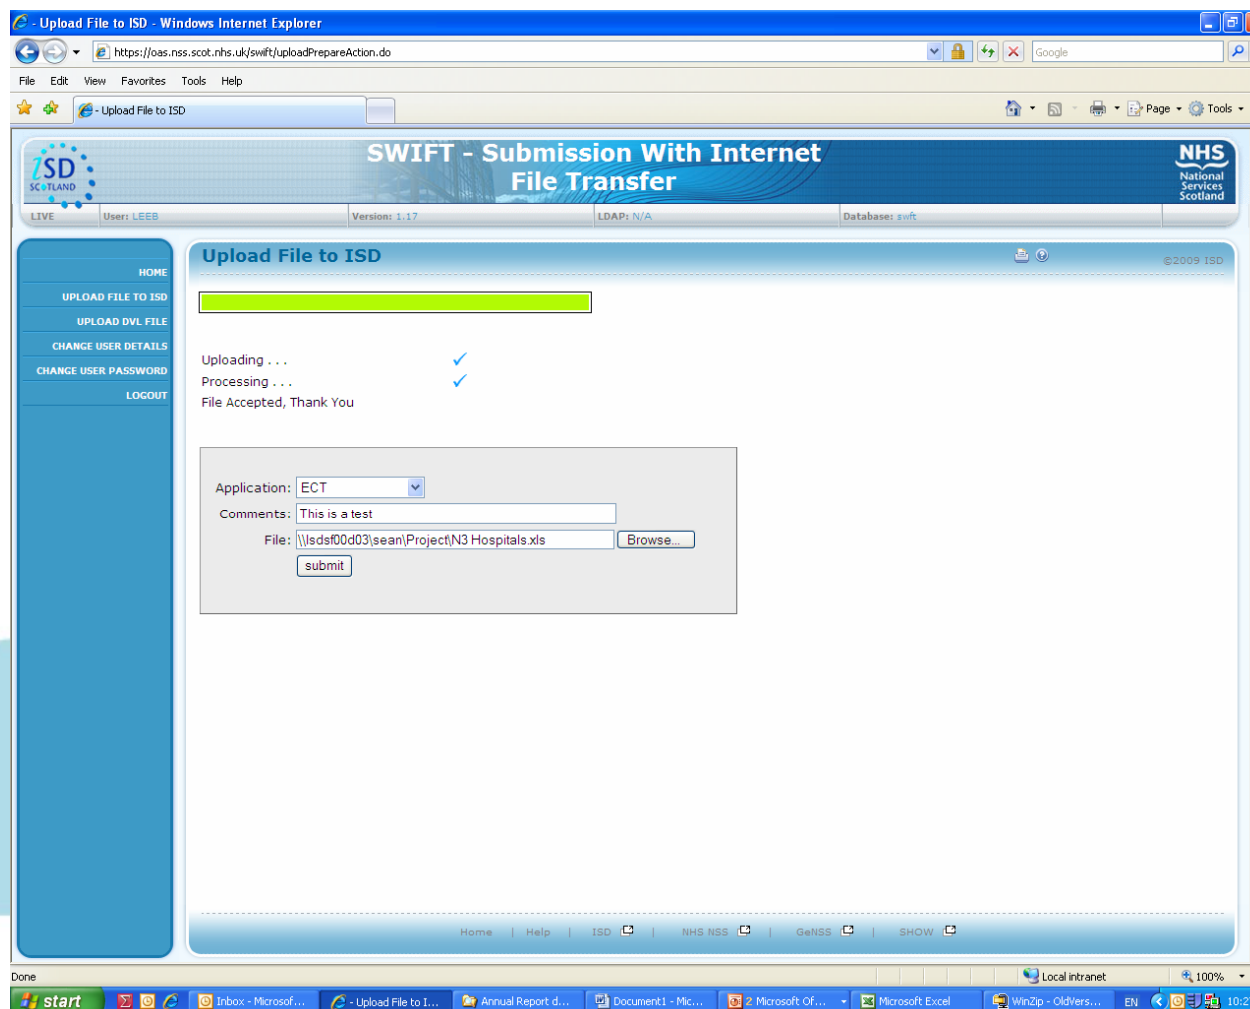 - Upload File to ISD - Windows Internet Explorer
https://oas.nss.scot.nhs.uk/swift/uploadPrepareAction.do
Google
File Edit View Favorites Tools Help
- Upload File to ISD
Page Tools
ISD SCOTLAND
SWIFT - Submission With Internet
File Transfer
NHS
National
Services
Scotland
LIVE User: LEEB Version: 1.17 LDAP: N/A Database: swft
HOME
UPLOAD FILE TO ISD
UPLOAD DVL FILE
CHANGE USER DETAILS
CHANGE USER PASSWORD
LOGOUT
Upload File to ISD
©2009 ISD
Uploading . . .
Processing . . .
File Accepted, Thank You
Application: ECT
Comments: This is a test
File: \\Isdsf00d03\sean\Project\N3 Hospitals.xls Browse...
submit
Home | Help | ISD | NHS NSS | GeNSS | SHOW
Done Local intranet 100%
start Inbox - Microsof... - Upload File to I... Annual Report d... Document1 - Mic... 2 Microsoft Of... Microsoft Excel WinZip - OldVers... EN